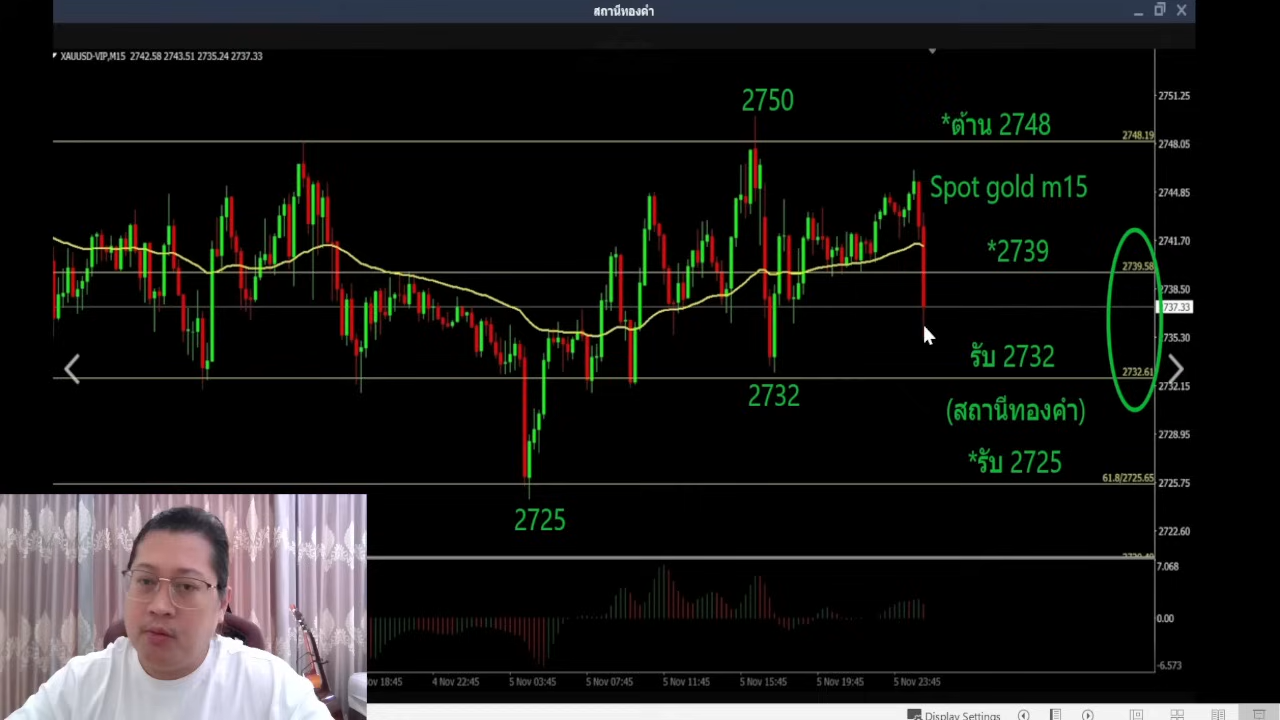 สถานีทองคำ
XAUUSD-VIP,M15 2742.58 2743.51 2735.24 2737.33
2750
*ต้าน 2748
2751.25
2748.19
2748.05
Spot gold m15
2744.85
*2739
2741.70
2739.58
2738.50
2737.33
2735.30
รับ 2732
2732.61
2732.15
2732
(สถานีทองคำ)
2728.95
*รับ 2725
61.8/2725.65
2725.75
2725
2722.60
7.068
0.00
-6.573
18:45
4 Nov 22:45
5 Nov 03:45
5 Nov 07:45
5 Nov 11:45
5 Nov 15:45
5 Nov 19:45
5 Nov 23:45
Display Settings